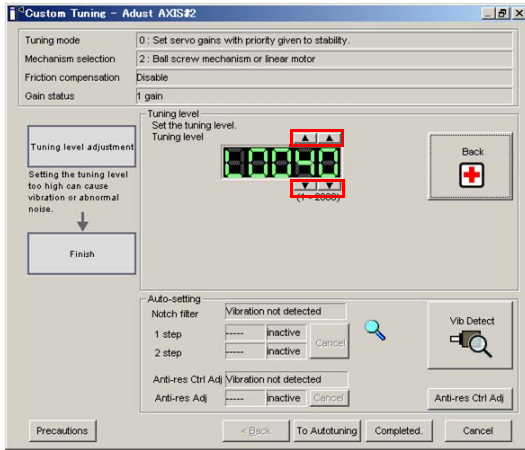 Custom Tuning - Adust AXIS#2
Tuning mode
0 : Set servo gains with priority given to stability.
Mechanism selection
2 : Ball screw mechanism or linear motor
Friction compensation
Disable
Gain status
1 gain
Tuning level adjustment
Setting the tuning level
too high can cause
vibration or abnormal
noise.
Finish
Tuning level
Set the tuning level.
Tuning level
0040
(1 - 2000)
Back
Auto-setting
Notch filter
Vibration not detected
1 step
-----
inactive
2 step
-----
inactive
Cancel
Anti-res Ctrl Adj
Vibration not detected
Anti-res Adj
-----
inactive
Cancel
Vib Detect
Anti-res Ctrl Adj
Precautions
< Back
To Autotuning
Completed.
Cancel